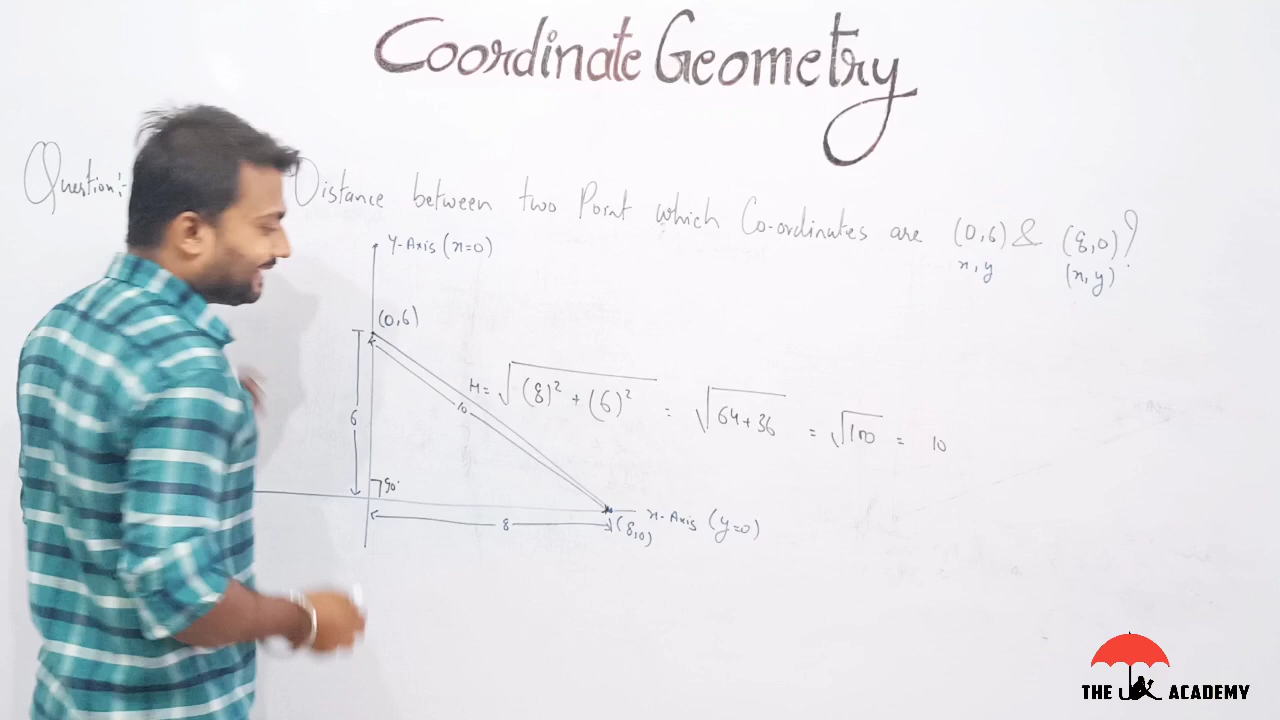 Coordinate Geometry
Question:- Distance between two Point which Co-ordinates are (0,6) & (8,0)?
x, y (x, y)
Y-Axis (x=0)
(0,6)
H = √(8)² + (6)² = √64+36 = √100 = 10
10
6
90°
8
x-Axis (y=0)
(8,0)
THE ACADEMY